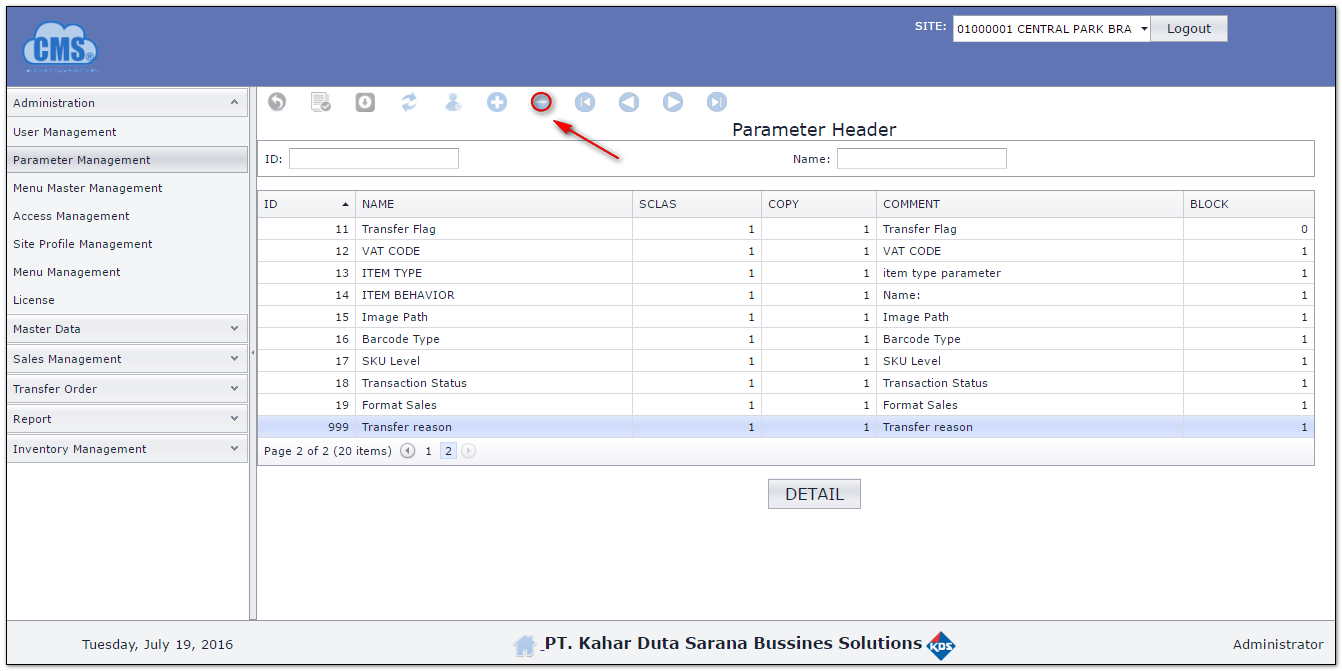 SITE: 01000001 CENTRAL PARK BRA Logout
CMS
Administration
User Management
Parameter Management
Menu Master Management
Access Management
Site Profile Management
Menu Management
License
Master Data
Sales Management
Transfer Order
Report
Inventory Management
Parameter Header
ID: Name:
ID NAME SCLAS COPY COMMENT BLOCK
11 Transfer Flag 1 1 Transfer Flag 0
12 VAT CODE 1 1 VAT CODE 1
13 ITEM TYPE 1 1 item type parameter 1
14 ITEM BEHAVIOR 1 1 Name: 1
15 Image Path 1 1 Image Path 1
16 Barcode Type 1 1 Barcode Type 1
17 SKU Level 1 1 SKU Level 1
18 Transaction Status 1 1 Transaction Status 1
19 Format Sales 1 1 Format Sales 1
999 Transfer reason 1 1 Transfer reason 1
Page 2 of 2 (20 items) 1 2
DETAIL
Tuesday, July 19, 2016 PT. Kahar Duta Sarana Bussines Solutions KDS Administrator